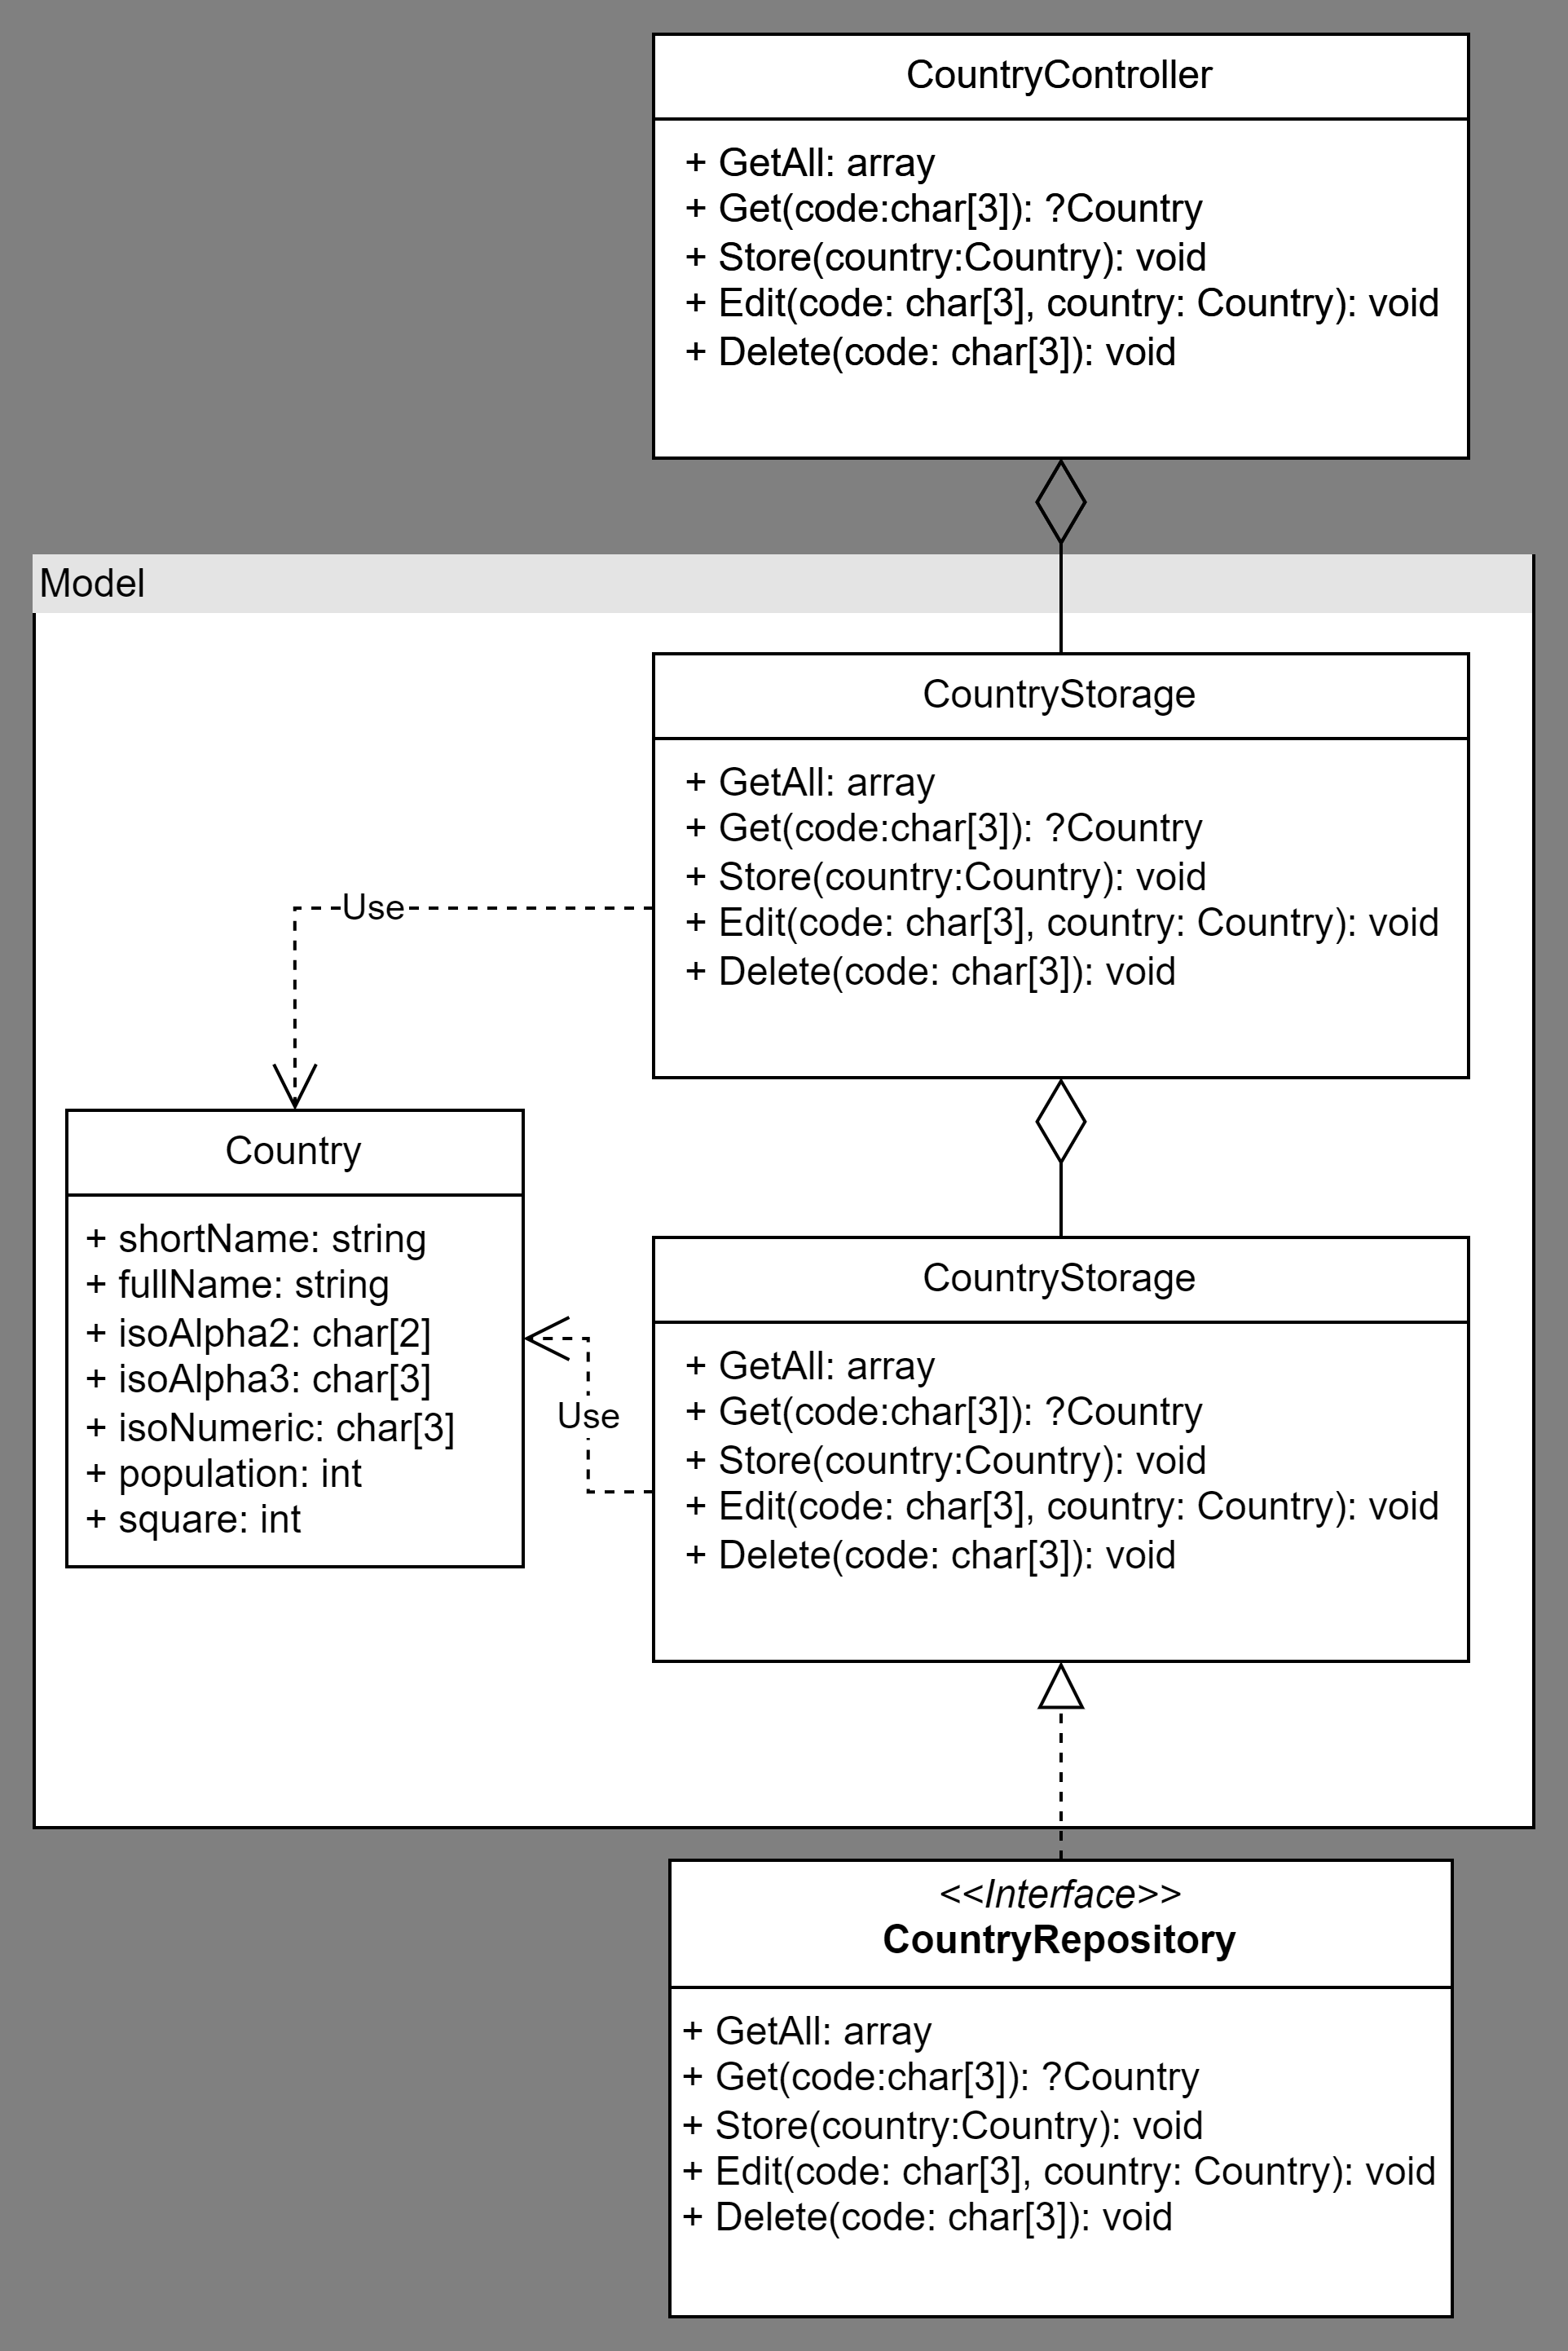 CountryController
+ GetAll: array
+ Get(code:char[3]): ?Country
+ Store(country:Country): void
+ Edit(code: char[3], country: Country): void
+ Delete(code: char[3]): void
Model
CountryStorage
+ GetAll: array
+ Get(code:char[3]): ?Country
+ Store(country:Country): void
+ Edit(code: char[3], country: Country): void
+ Delete(code: char[3]): void
Use
Country
+ shortName: string
+ fullName: string
+ isoAlpha2: char[2]
+ isoAlpha3: char[3]
+ isoNumeric: char[3]
+ population: int
+ square: int
Use
CountryStorage
+ GetAll: array
+ Get(code:char[3]): ?Country
+ Store(country:Country): void
+ Edit(code: char[3], country: Country): void
+ Delete(code: char[3]): void
<<Interface>>
CountryRepository
+ GetAll: array
+ Get(code:char[3]): ?Country
+ Store(country:Country): void
+ Edit(code: char[3], country: Country): void
+ Delete(code: char[3]): void